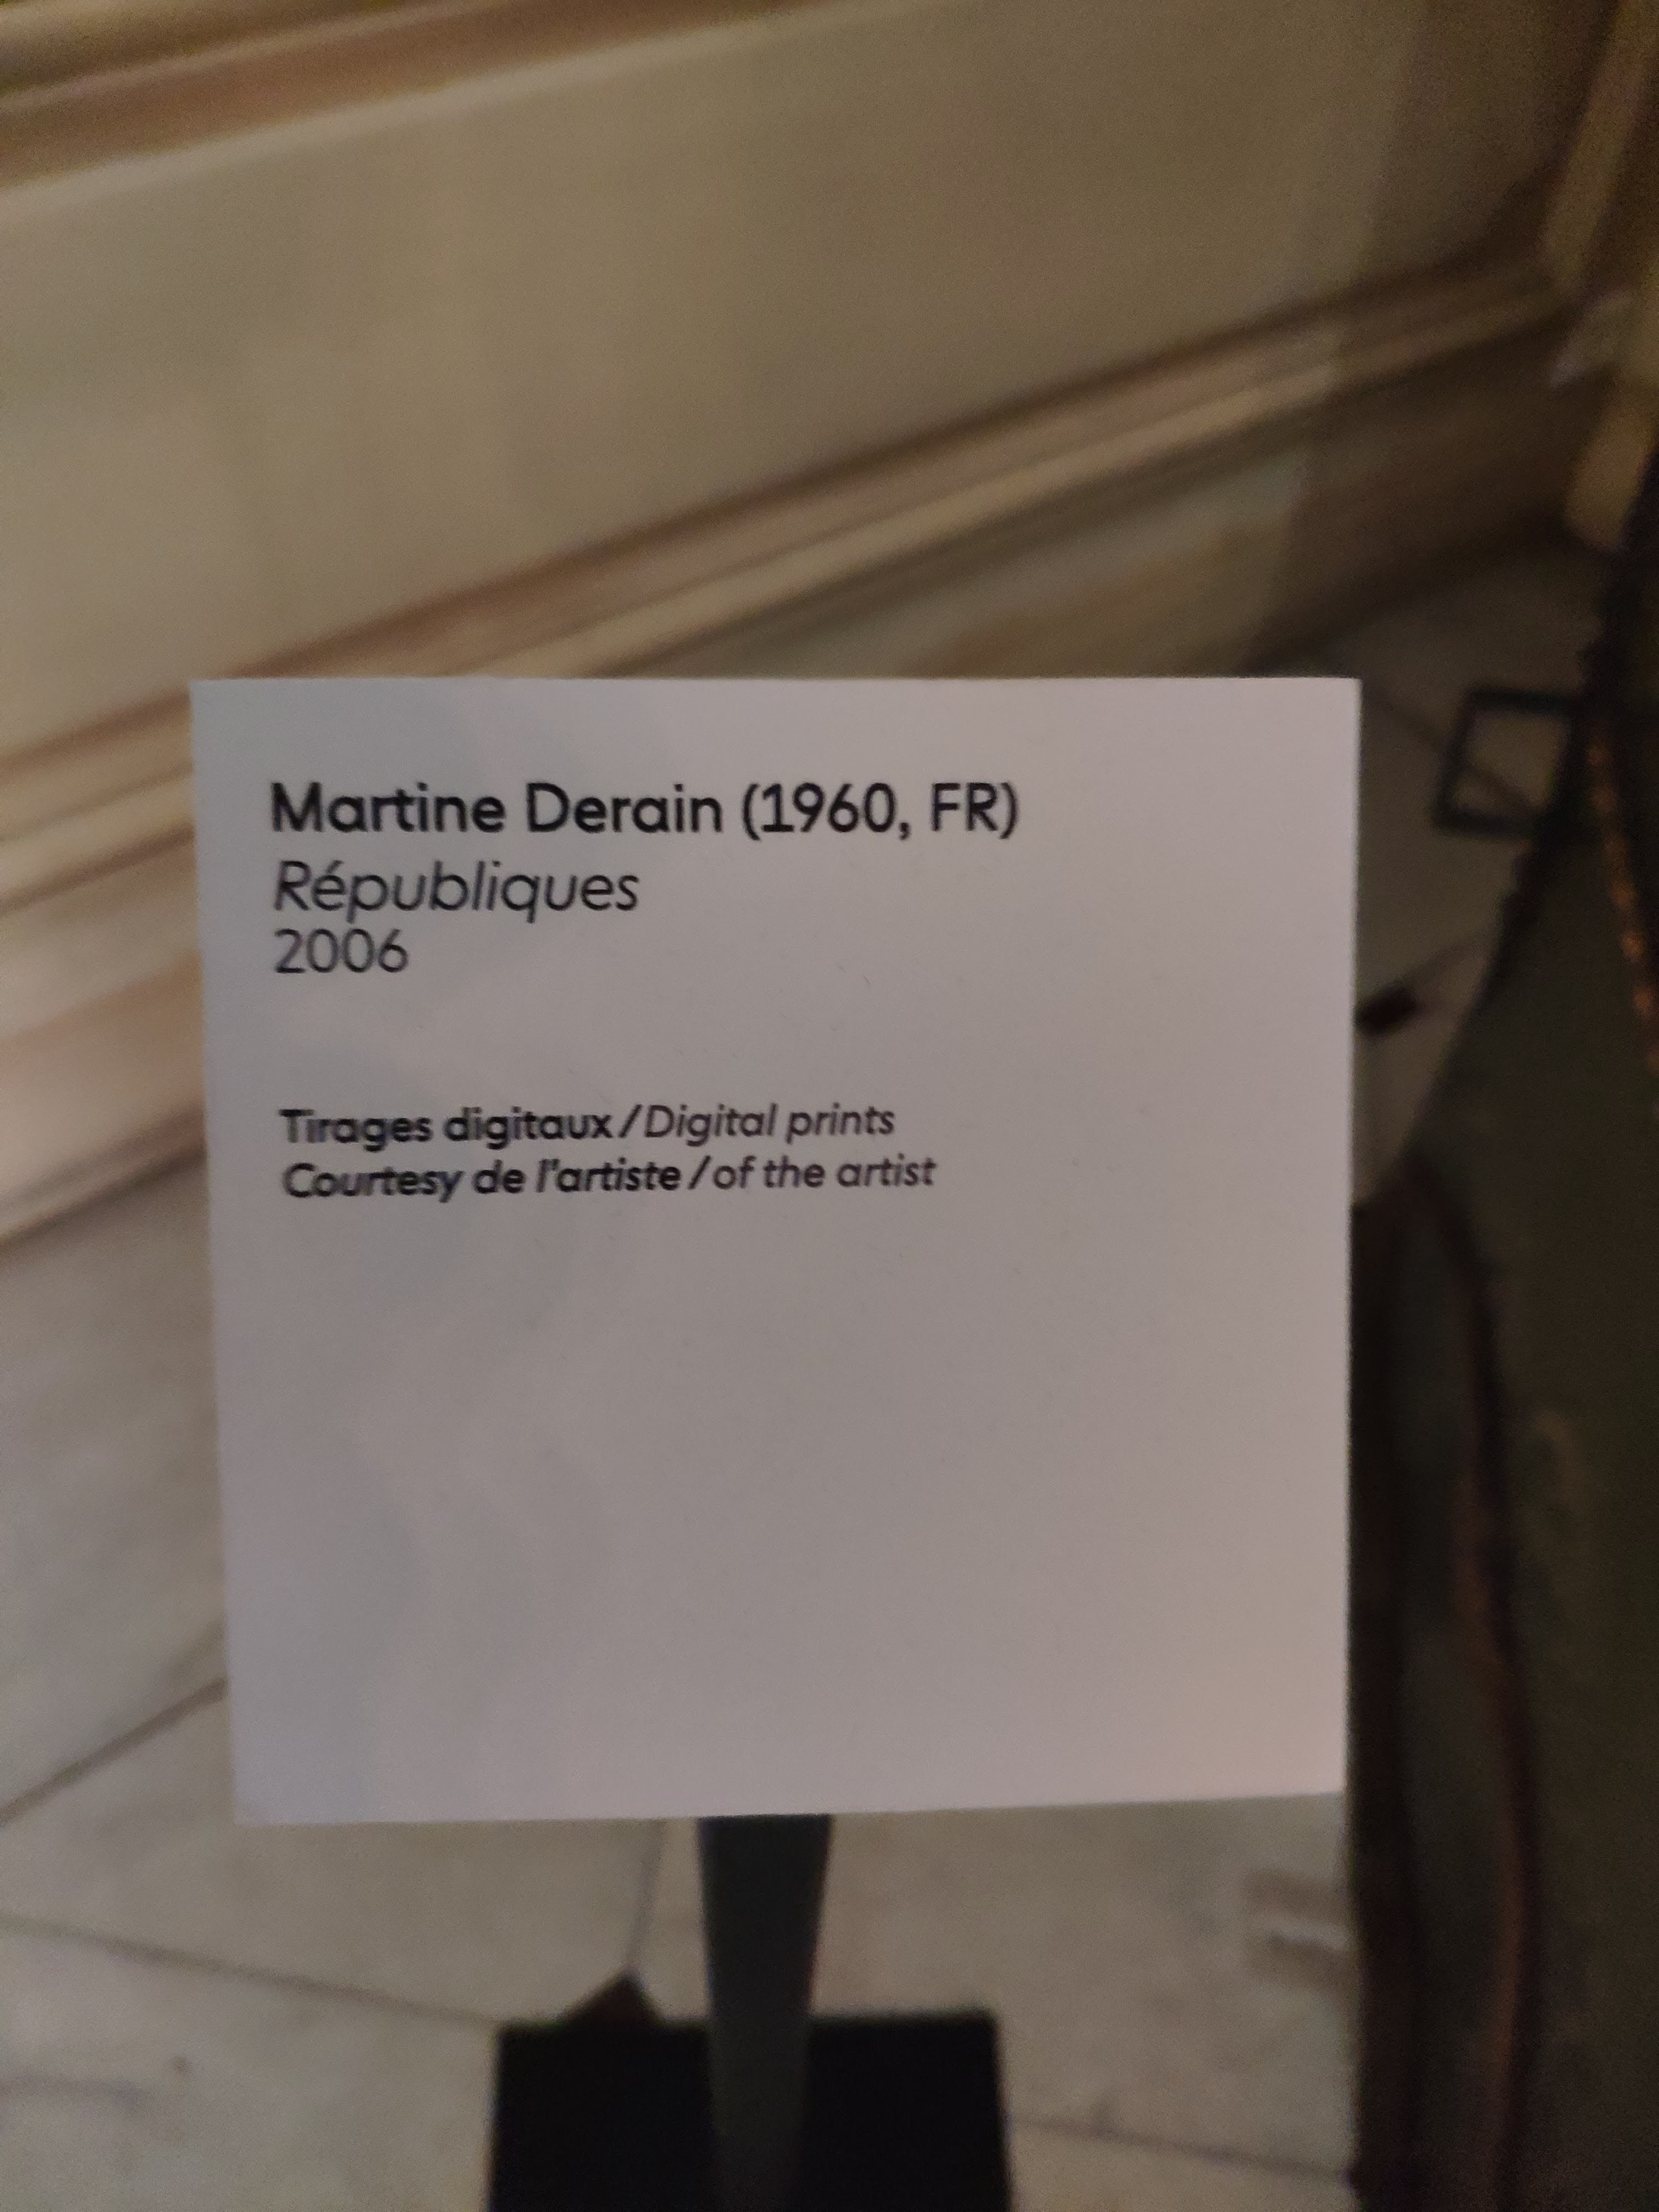 Martine Derain (1960, FR)
Républiques
2006
Tirages digitaux / Digital prints
Courtesy de l'artiste / of the artist